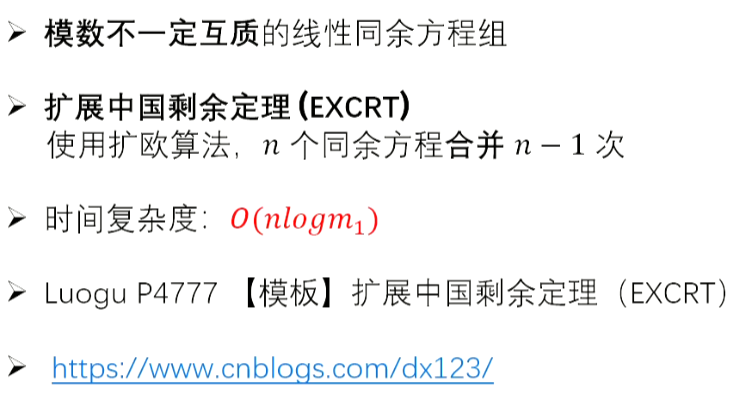 ➢ 模数不一定互质的线性同余方程组
➢ 扩展中国剩余定理 (EXCRT)
使用扩欧算法，n 个同余方程合并 n − 1 次
➢ 时间复杂度：O(nlogm₁)
➢ Luogu P4777 【模板】扩展中国剩余定理（EXCRT）
➢ https://www.cnblogs.com/dx123/